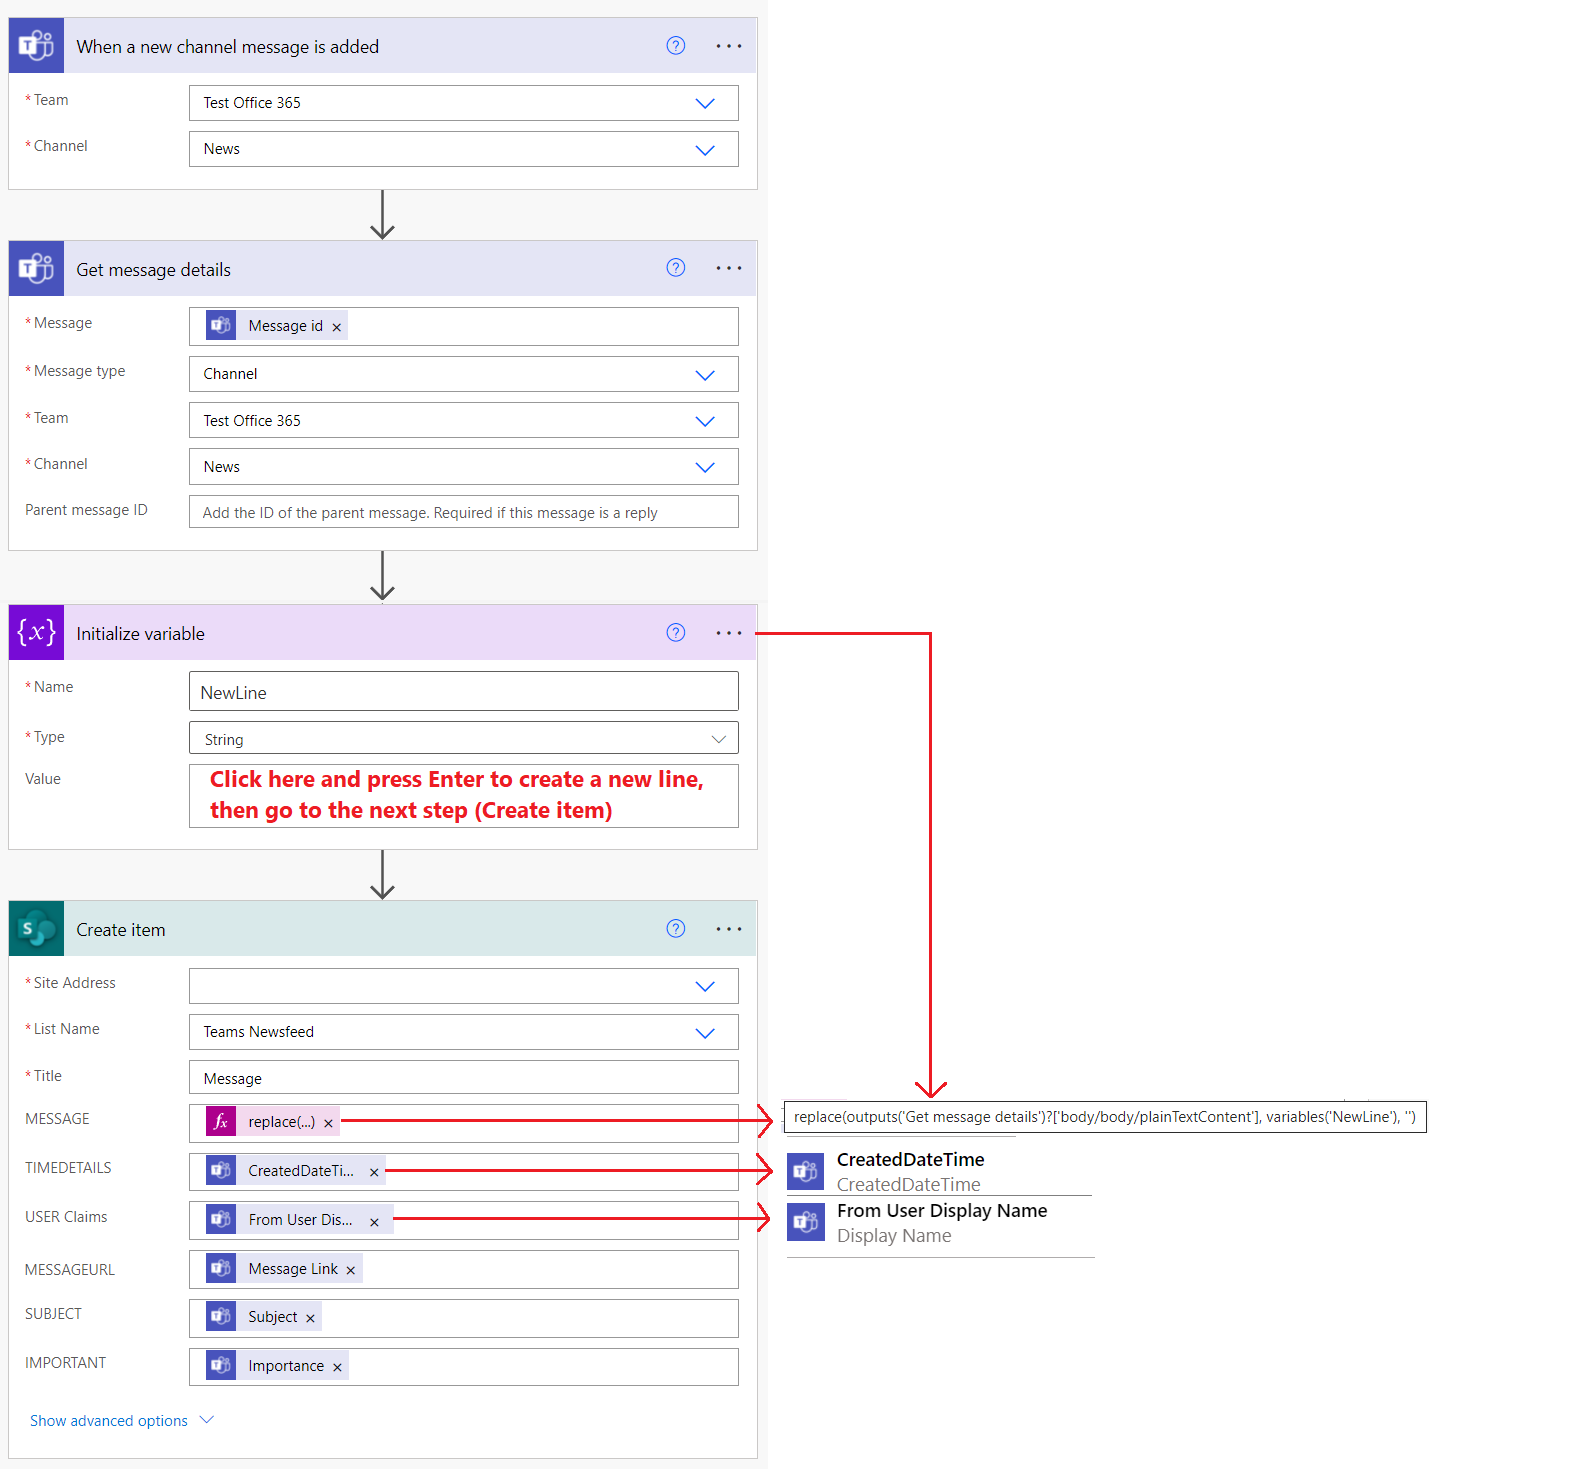 When a new channel message is added
* Team
Test Office 365
* Channel
News
Get message details
* Message
Message id ×
* Message type
Channel
* Team
Test Office 365
* Channel
News
Parent message ID
Add the ID of the parent message. Required if this message is a reply
{x}
Initialize variable
* Name
NewLine
* Type
String
Value
Click here and press Enter to create a new line,
then go to the next step (Create item)
Create item
* Site Address
* List Name
Teams Newsfeed
* Title
Message
MESSAGE
fx replace(...) ×
replace(outputs('Get message details')?['body/body/plainTextContent'], variables('NewLine'), '')
TIMEDETAILS
CreatedDateTi... ×
CreatedDateTime
CreatedDateTime
USER Claims
From User Dis... ×
From User Display Name
Display Name
MESSAGEURL
Message Link ×
SUBJECT
Subject ×
IMPORTANT
Importance ×
Show advanced options